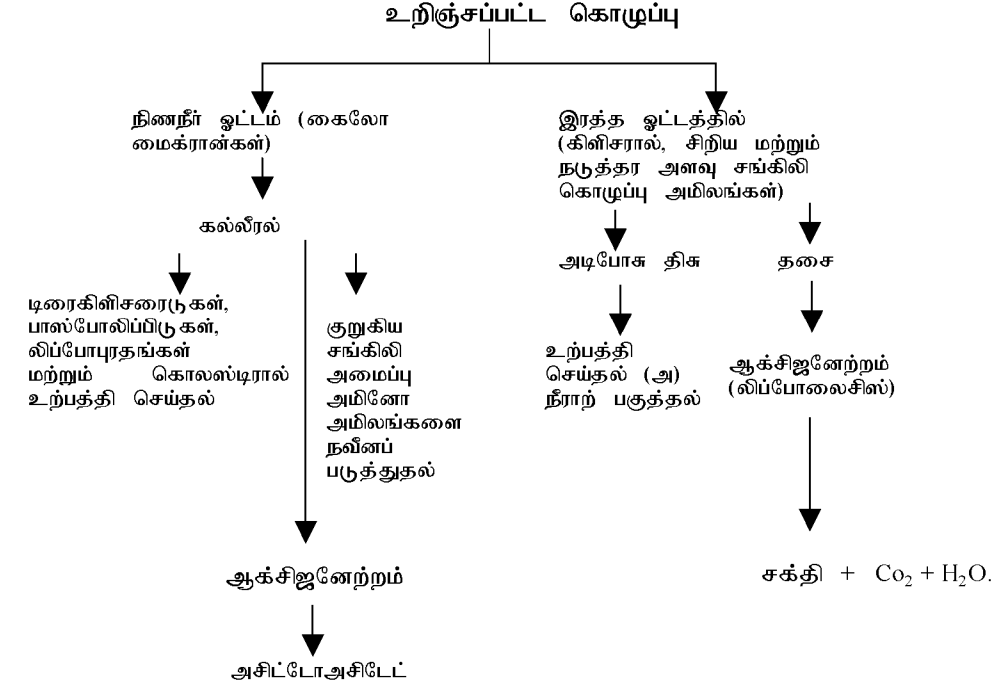 உறிஞ்சப்பட்ட கொழுப்பு
நிணநீர் ஓட்டம் (கைலோ
மைக்ரான்கள்)
இரத்த ஓட்டத்தில்
(கிளிசரால், சிறிய மற்றும்
நடுத்தர அளவு சங்கிலி
கொழுப்பு அமிலங்கள்)
கல்லீரல்
அடிபோசு திசு
தசை
டிரைகிளிசரைடுகள்,
பாஸ்போலிப்பிடுகள்,
லிப்போபுரதங்கள்
மற்றும் கொலஸ்டிரால்
உற்பத்தி செய்தல்
குறுகிய
சங்கிலி
அமைப்பு
அமினோ
அமிலங்களை
நவீனப்
படுத்துதல்
உற்பத்தி
செய்தல் (அ)
நீராற் பகுத்தல்
ஆக்சிஜனேற்றம்
(லிப்போலைசிஸ்)
ஆக்சிஜனேற்றம்
சக்தி + Co₂ + H₂O.
அசிட்டோஅசிடேட்